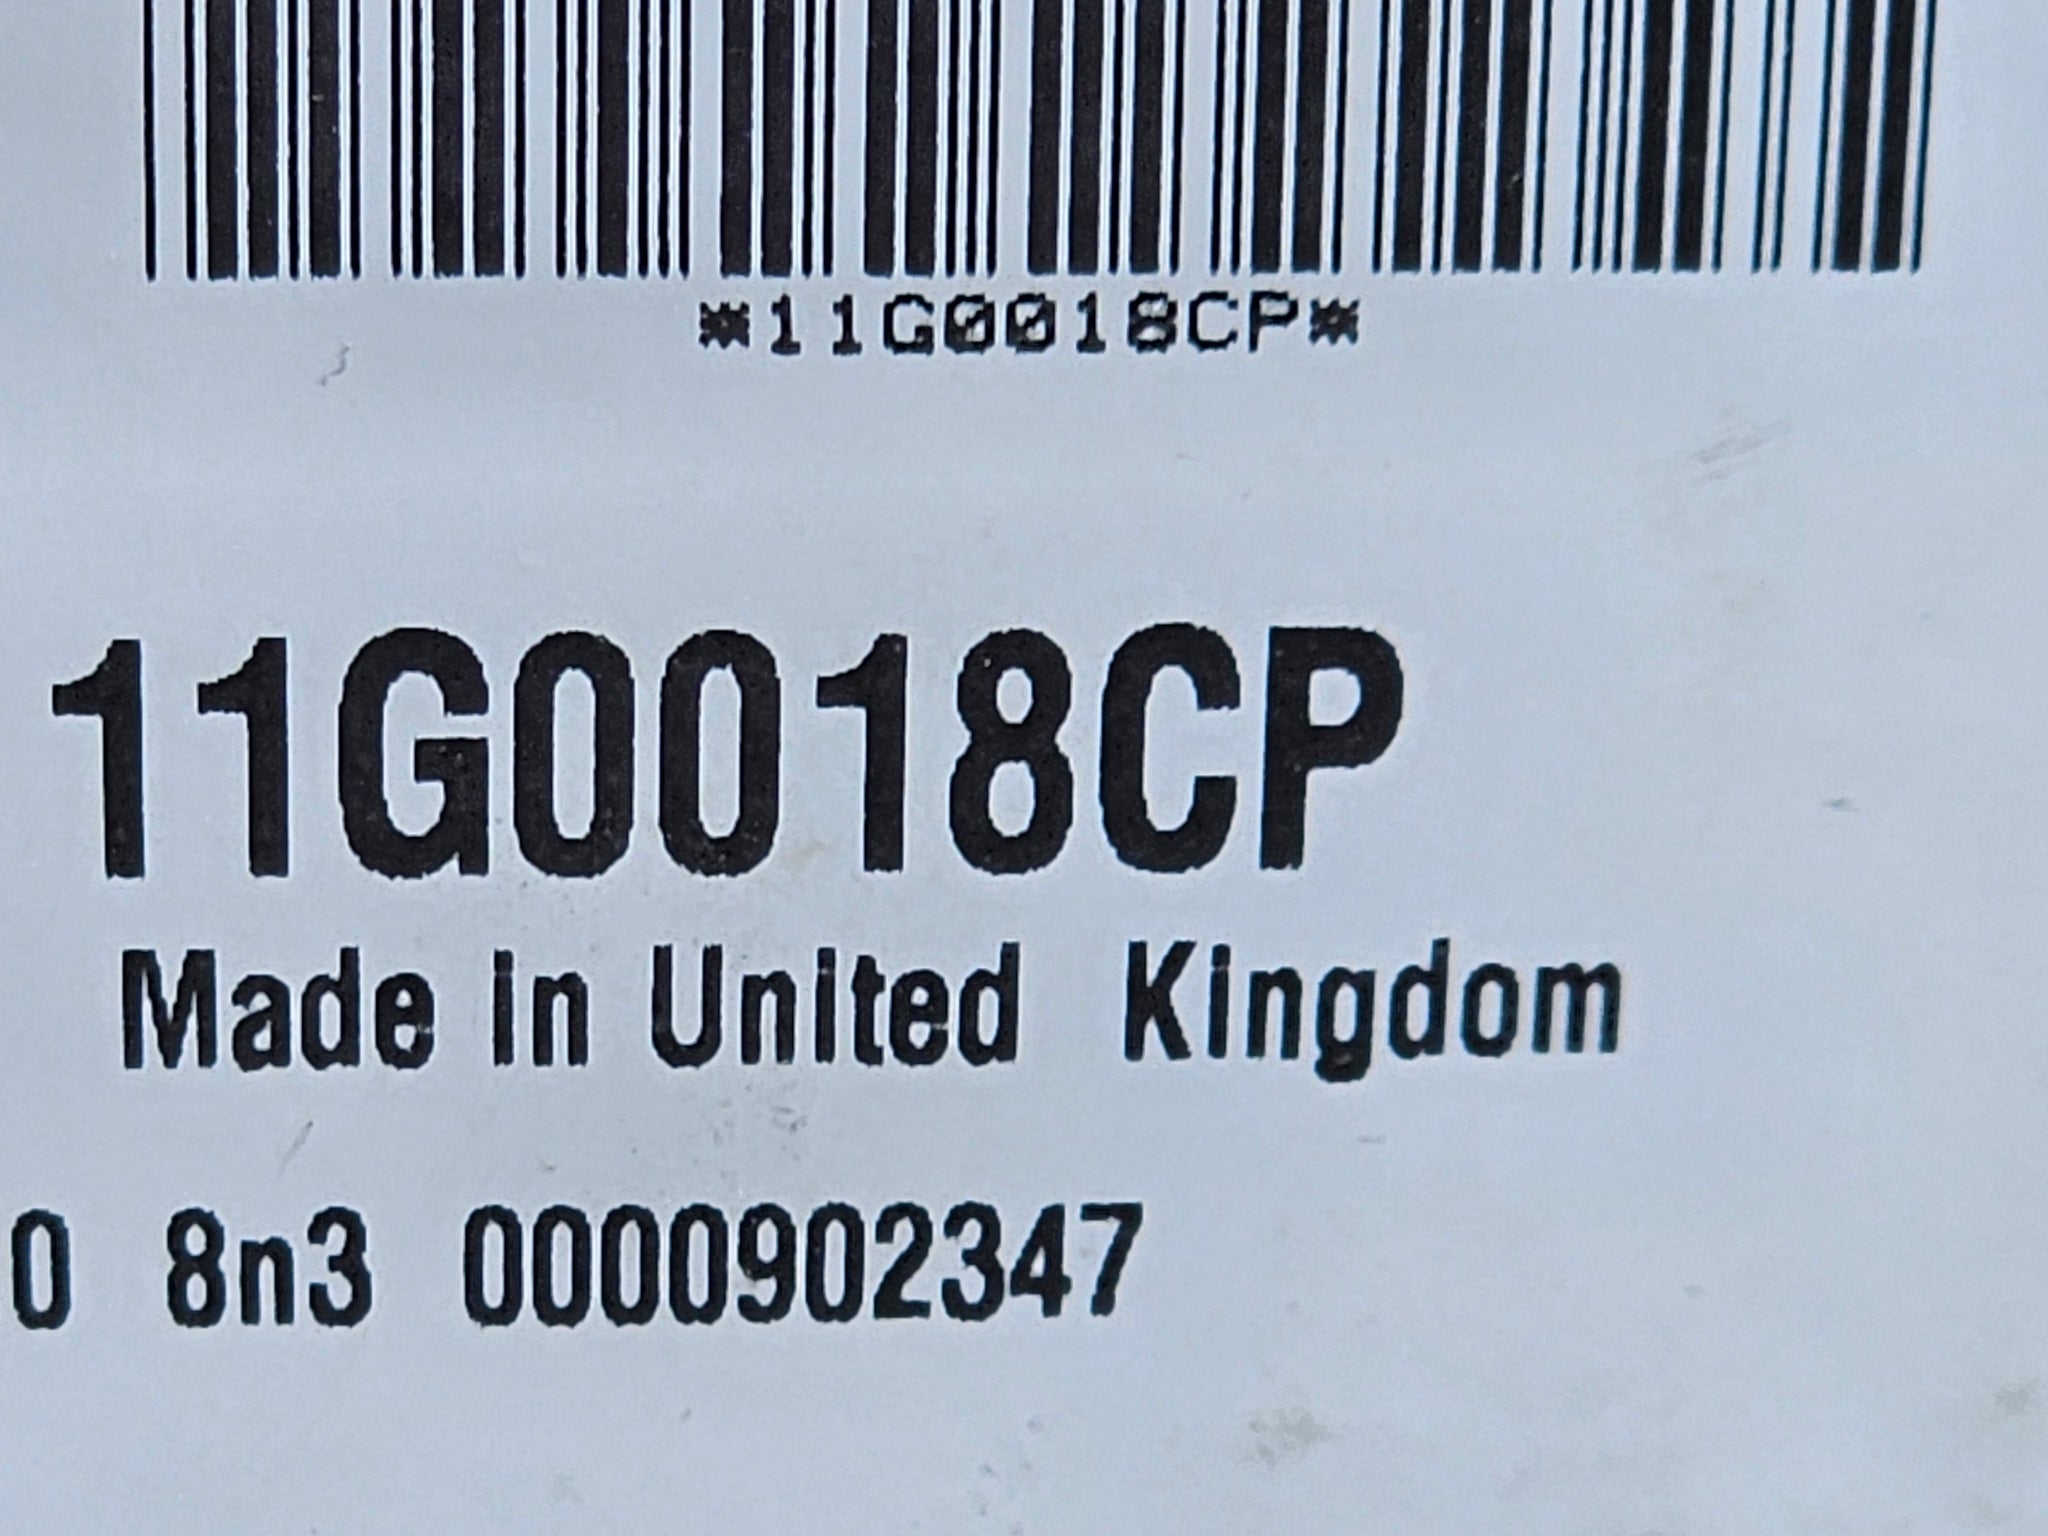 *11G0018CP*
11G0018CP
Made in United Kingdom
0 8n3 0000902347